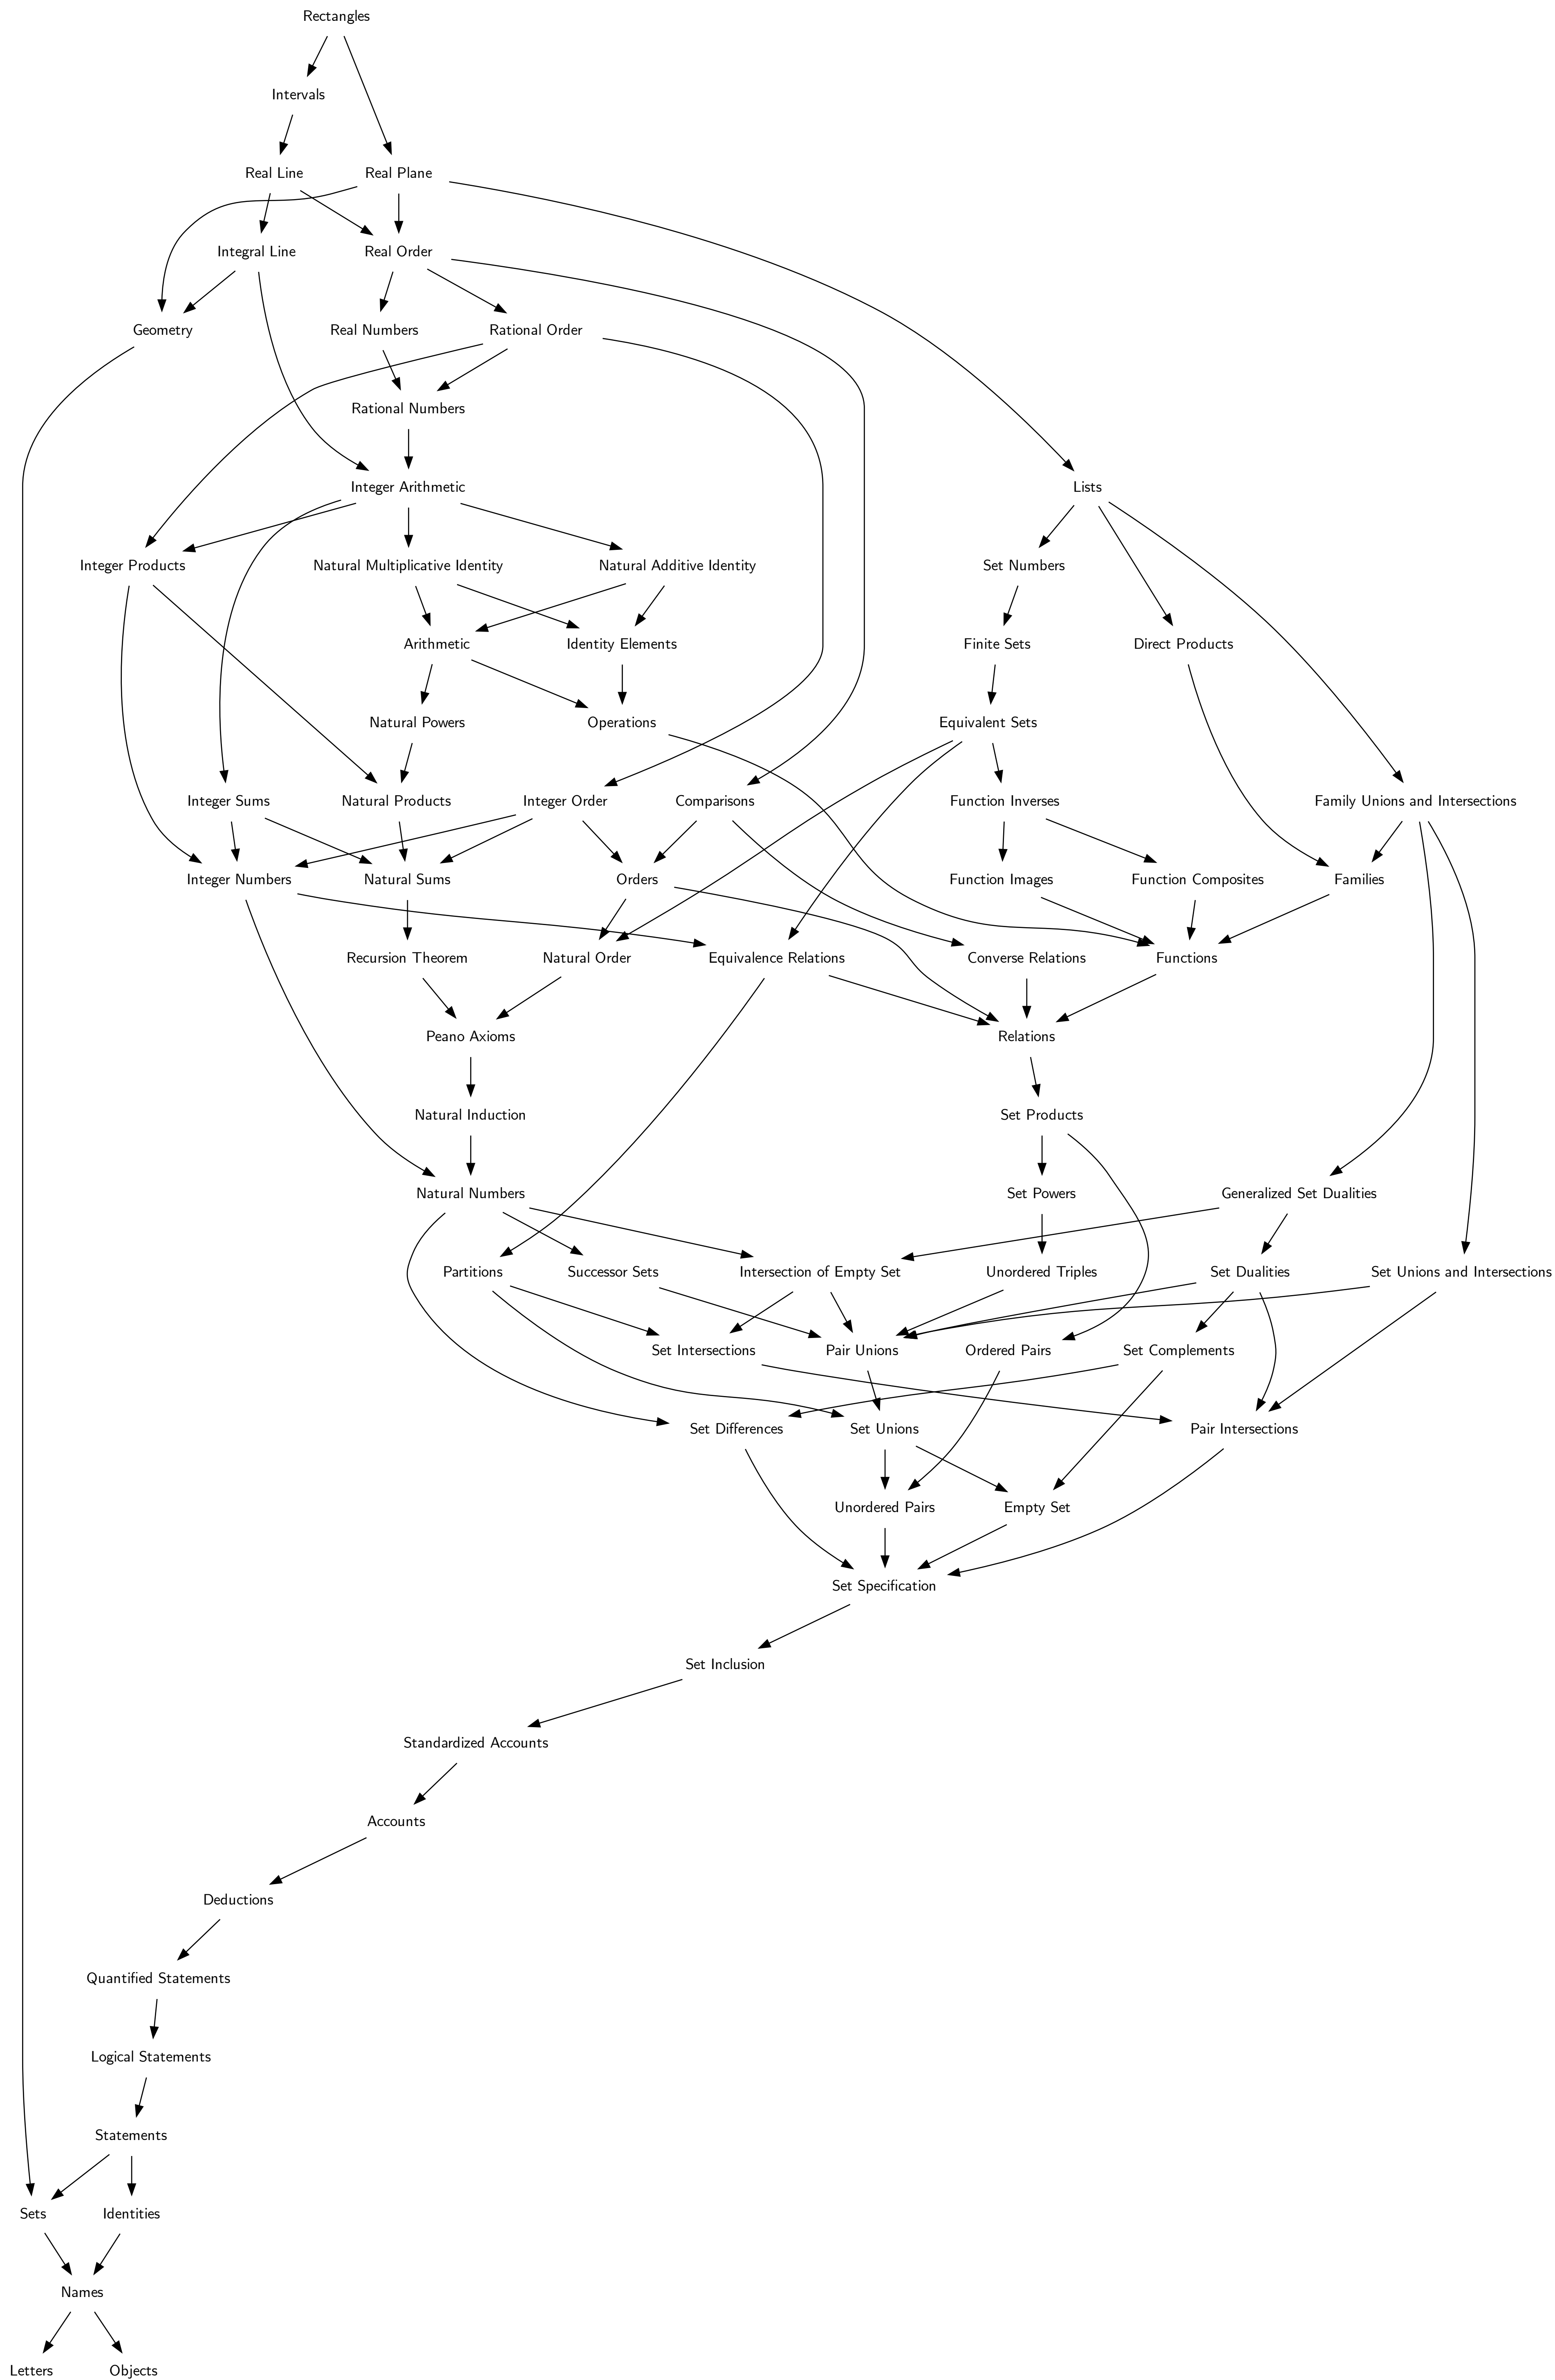 Rectangles
Intervals
Real Line
Real Plane
Integral Line
Real Order
Geometry
Real Numbers
Rational Order
Rational Numbers
Integer Arithmetic
Lists
Integer Products
Natural Multiplicative Identity
Natural Additive Identity
Set Numbers
Arithmetic
Identity Elements
Finite Sets
Direct Products
Natural Powers
Operations
Equivalent Sets
Integer Sums
Natural Products
Integer Order
Comparisons
Function Inverses
Family Unions and Intersections
Integer Numbers
Natural Sums
Orders
Function Images
Function Composites
Families
Recursion Theorem
Natural Order
Equivalence Relations
Converse Relations
Functions
Peano Axioms
Relations
Natural Induction
Set Products
Natural Numbers
Set Powers
Generalized Set Dualities
Partitions
Successor Sets
Intersection of Empty Set
Unordered Triples
Set Dualities
Set Unions and Intersections
Set Intersections
Pair Unions
Ordered Pairs
Set Complements
Set Differences
Set Unions
Pair Intersections
Unordered Pairs
Empty Set
Set Specification
Set Inclusion
Standardized Accounts
Accounts
Deductions
Quantified Statements
Logical Statements
Statements
Sets
Identities
Names
Letters
Objects